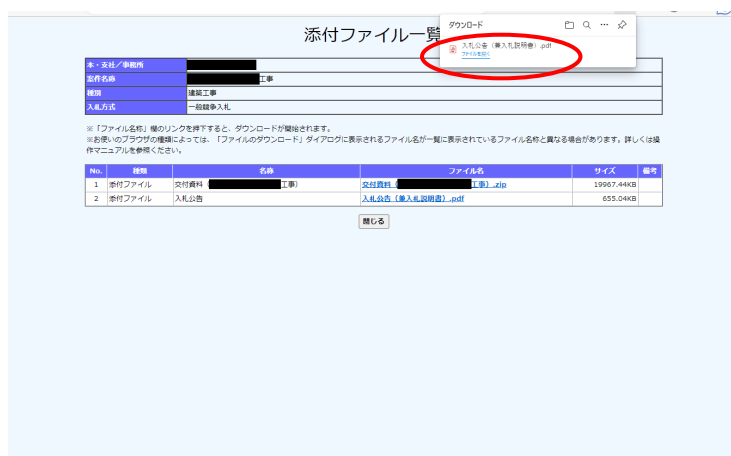 添付ファイル一覧
ダウンロード
入札公告（兼入札説明書）.pdf
ファイルを開く
本・支社／事務所
案件名称 工事
種別 建築工事
入札方式 一般競争入札
※「ファイル名称」欄のリンクを押下すると、ダウンロードが開始されます。
※お使いのブラウザの種類によっては、「ファイルのダウンロード」ダイアログに表示されるファイル名が一覧に表示されているファイル名称と異なる場合があります。詳しくは操
作マニュアルを参照ください。
No. 種類 名称 ファイル名 サイズ 備考
1 添付ファイル 交付資料（ 工事） 交付資料（ 工事）.zip 19967.44KB
2 添付ファイル 入札公告 入札公告（兼入札説明書）.pdf 655.04KB
閉じる